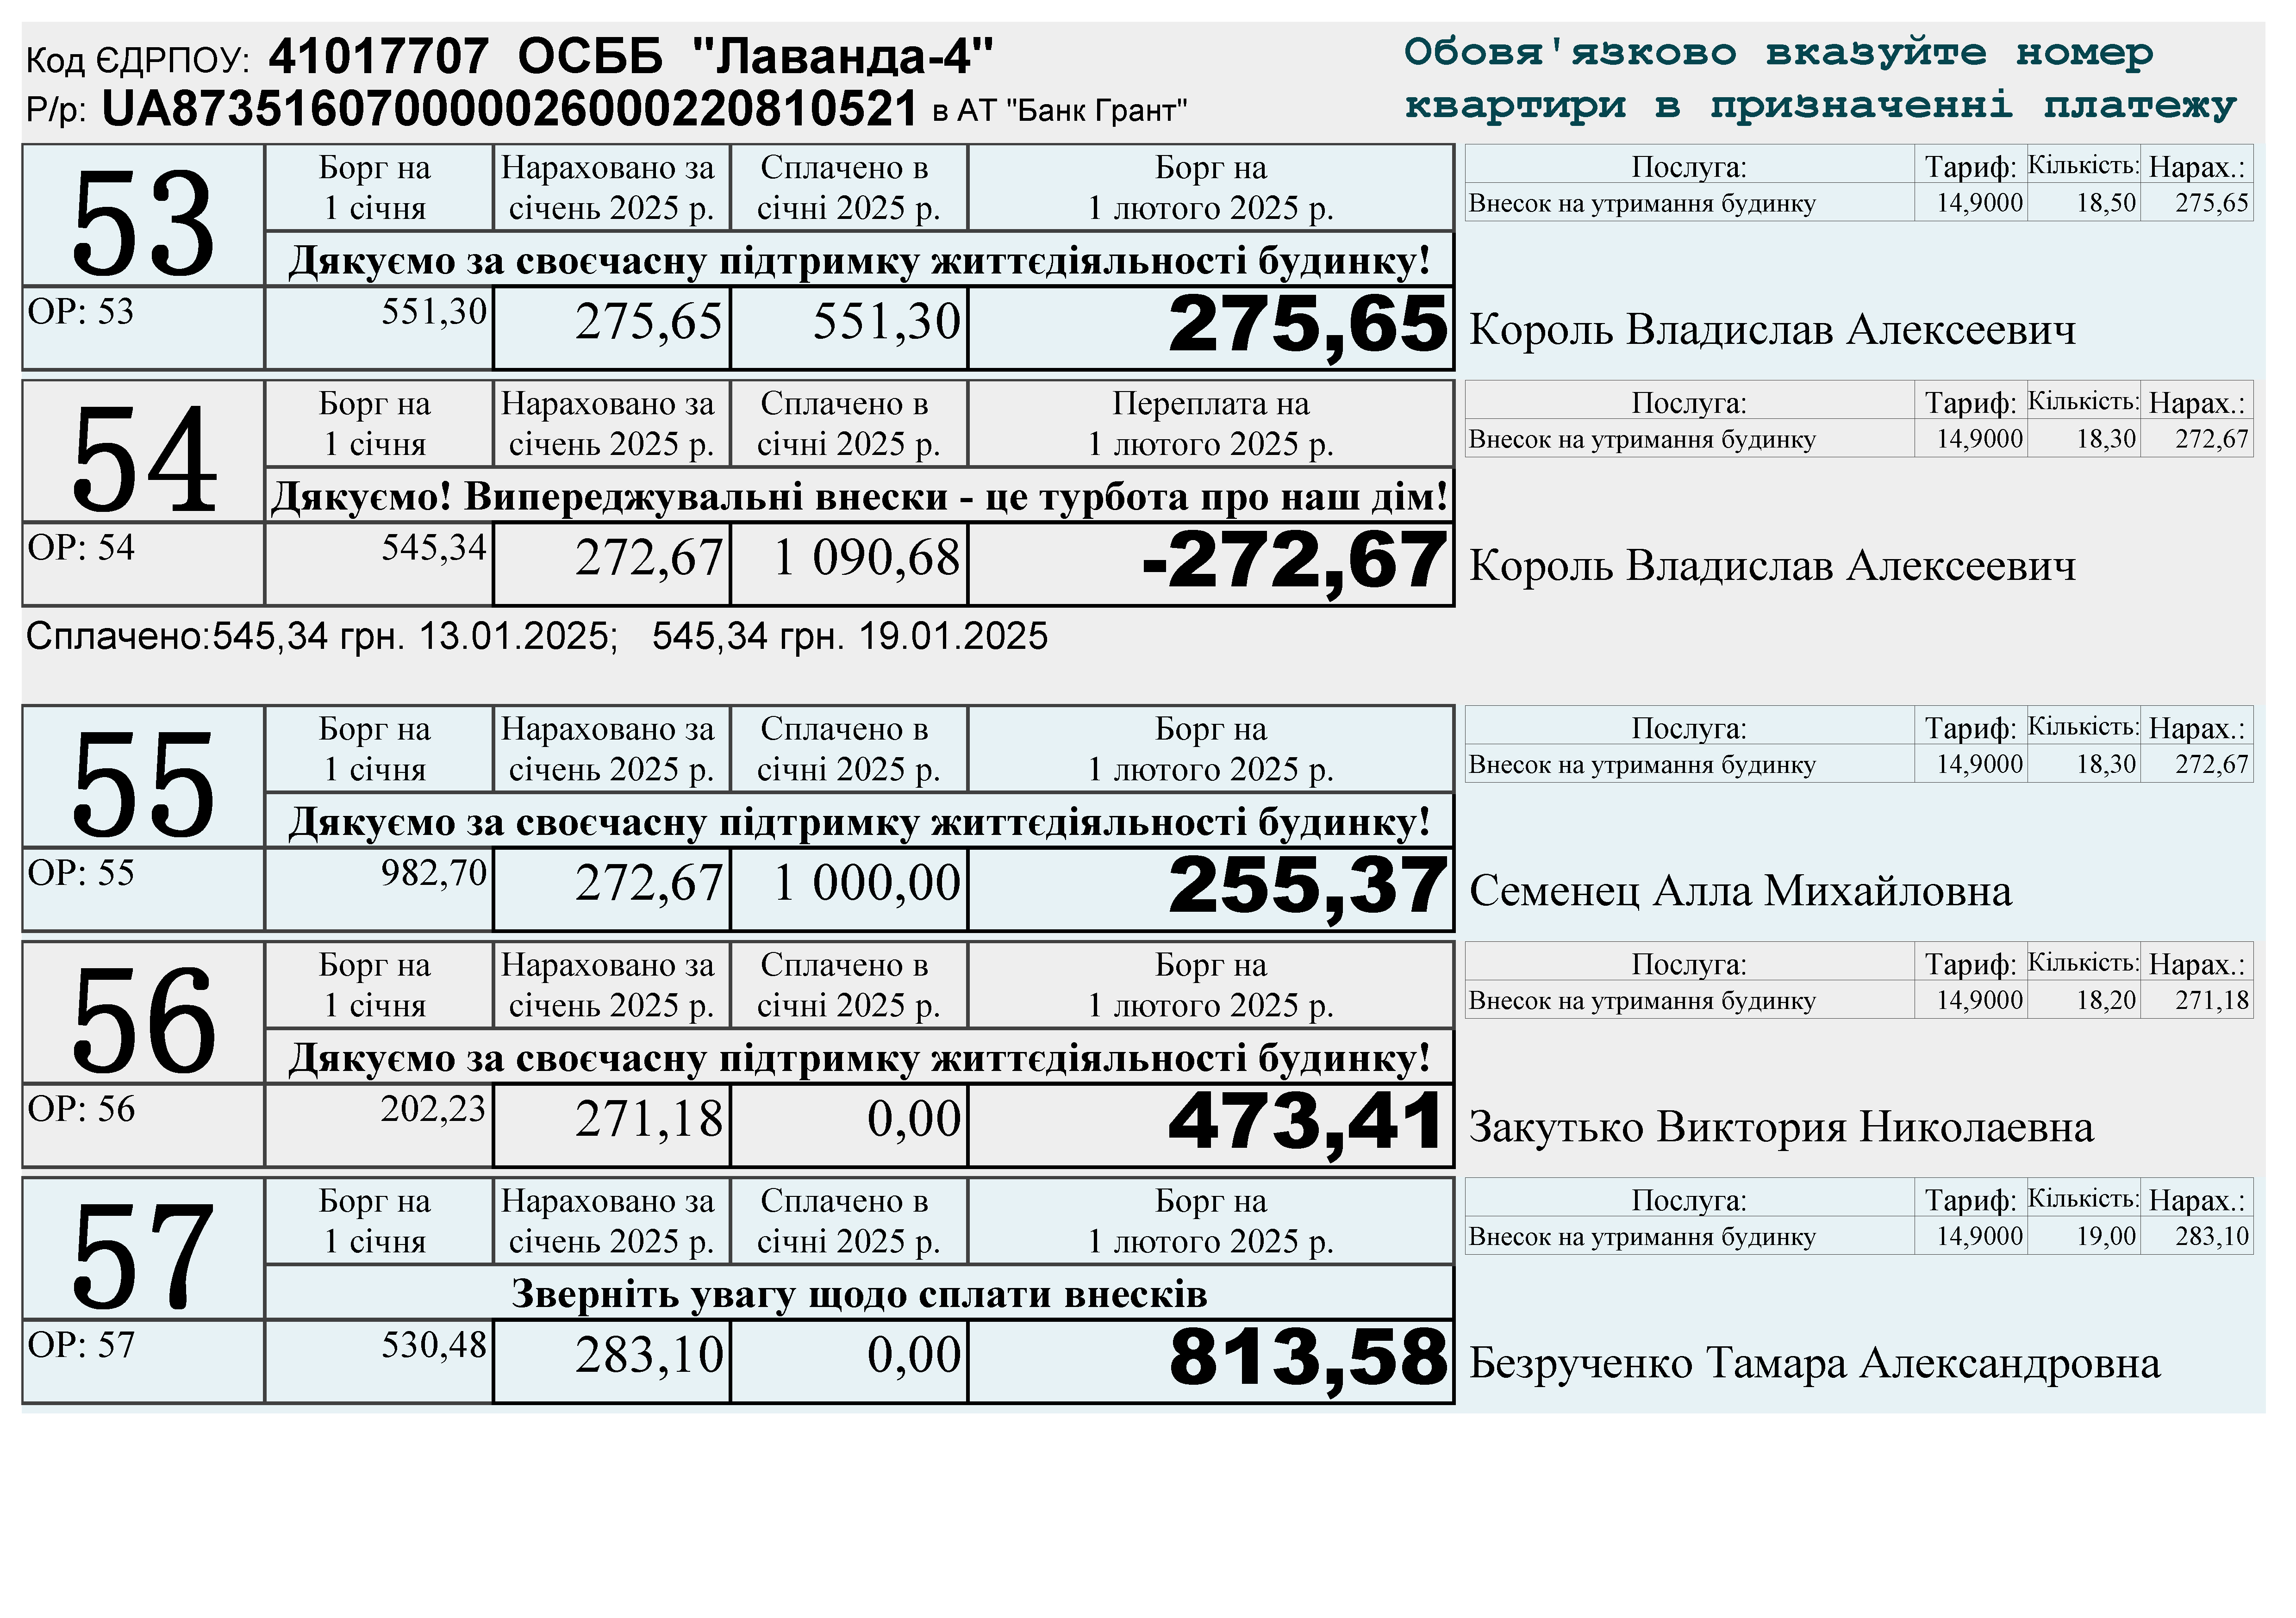 Код ЄДРПОУ: 41017707 ОСББ "Лаванда-4"
Р/р: UA873516070000026000220810521 в АТ "Банк Грант"
Обовя'язково вказуйте номер
квартири в призначенні платежу
53
Борг на 1 січня
Нараховано за січень 2025 р.
Сплачено в січні 2025 р.
Борг на 1 лютого 2025 р.
Дякуємо за своєчасну підтримку життєдіяльності будинку!
ОР: 53 551,30 275,65 551,30 275,65
Послуга: Тариф: Кількість: Нарах.:
Внесок на утримання будинку 14,9000 18,50 275,65
Король Владислав Алексеевич
54
Борг на 1 січня
Нараховано за січень 2025 р.
Сплачено в січні 2025 р.
Переплата на 1 лютого 2025 р.
Дякуємо! Випереджувальні внески - це турбота про наш дім!
ОР: 54 545,34 272,67 1 090,68 -272,67
Послуга: Тариф: Кількість: Нарах.:
Внесок на утримання будинку 14,9000 18,30 272,67
Король Владислав Алексеевич
Сплачено:545,34 грн. 13.01.2025; 545,34 грн. 19.01.2025
55
Борг на 1 січня
Нараховано за січень 2025 р.
Сплачено в січні 2025 р.
Борг на 1 лютого 2025 р.
Дякуємо за своєчасну підтримку життєдіяльності будинку!
ОР: 55 982,70 272,67 1 000,00 255,37
Послуга: Тариф: Кількість: Нарах.:
Внесок на утримання будинку 14,9000 18,30 272,67
Семенец Алла Михайловна
56
Борг на 1 січня
Нараховано за січень 2025 р.
Сплачено в січні 2025 р.
Борг на 1 лютого 2025 р.
Дякуємо за своєчасну підтримку життєдіяльності будинку!
ОР: 56 202,23 271,18 0,00 473,41
Послуга: Тариф: Кількість: Нарах.:
Внесок на утримання будинку 14,9000 18,20 271,18
Закутько Виктория Николаевна
57
Борг на 1 січня
Нараховано за січень 2025 р.
Сплачено в січні 2025 р.
Борг на 1 лютого 2025 р.
Зверніть увагу щодо сплати внесків
ОР: 57 530,48 283,10 0,00 813,58
Послуга: Тариф: Кількість: Нарах.:
Внесок на утримання будинку 14,9000 19,00 283,10
Безрученко Тамара Александровна